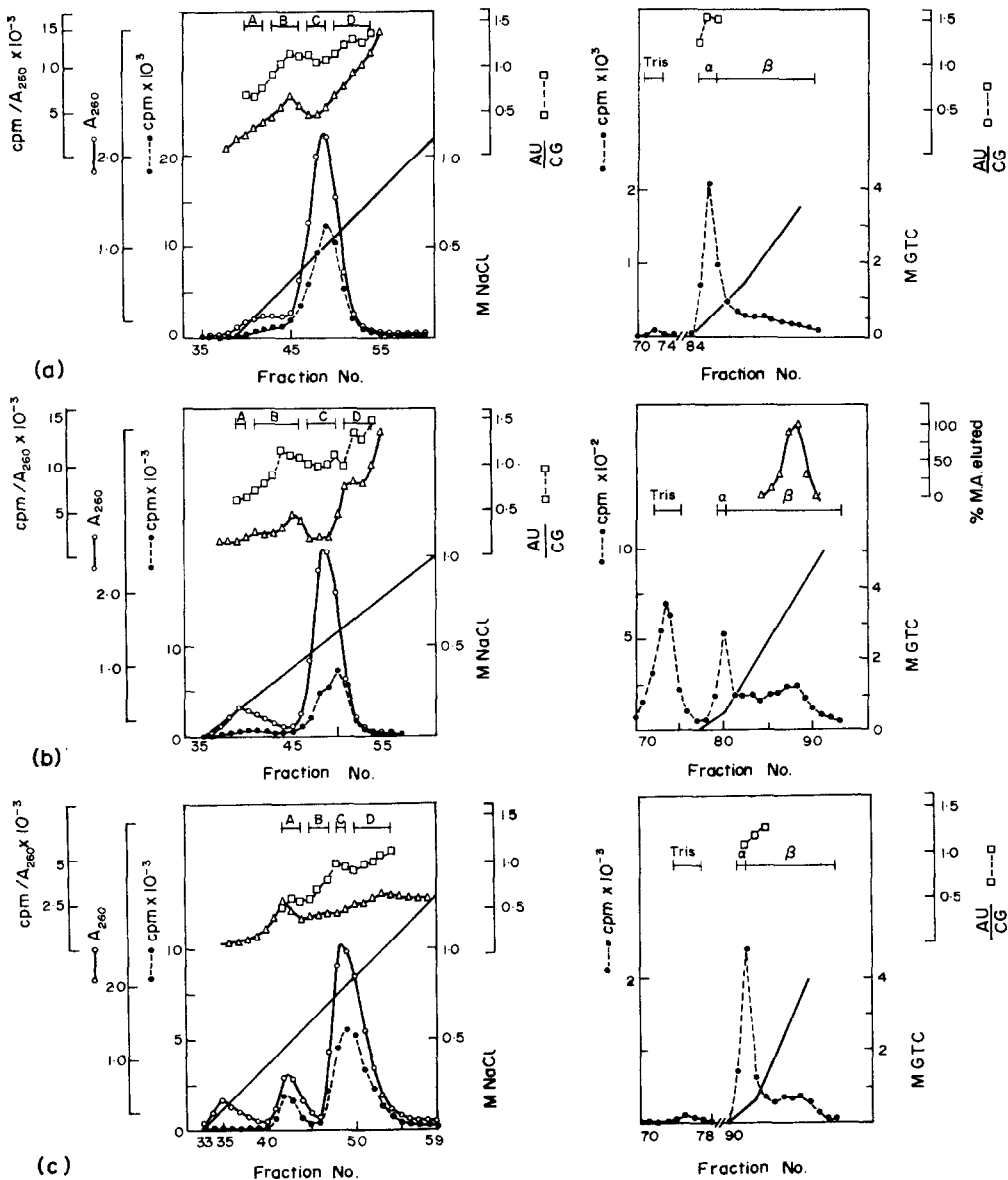 A B C D
15
10
5
0
cpm / A260 × 10-3
A260
2·0
1·0
cpm × 10-3
20
10
0
1·5
1·0
0·5
AU/CG
1·0
0·5
M NaCl
35 45 55
Fraction No.
(a)
Tris
α β
cpm × 103
2
1
1·5
1·0
0·5
AU/CG
4
2
0
M GTC
70 74 84
Fraction No.
A B C D
15
10
5
0
cpm / A260 × 10-3
A260
2·0
1·0
cpm × 10-3
10
0
1·5
1·0
0·5
AU/CG
1·0
0·5
M NaCl
35 45 55
Fraction No.
(b)
Tris
α β
cpm × 10-2
10
5
100
50
0
% M.A. eluted
4
2
0
M GTC
70 80 90
Fraction No.
A B C D
5
2·5
cpm / A260 × 10-3
A260
2·0
1·0
cpm × 10-3
10
5
0
1·5
1·0
0·5
AU/CG
1·0
0·5
M NaCl
33 35 40 50 59
Fraction No.
(c)
Tris
α β
cpm × 10-3
2
1·5
1·0
0·5
AU/CG
4
2
0
M GTC
70 78 90
Fraction No.